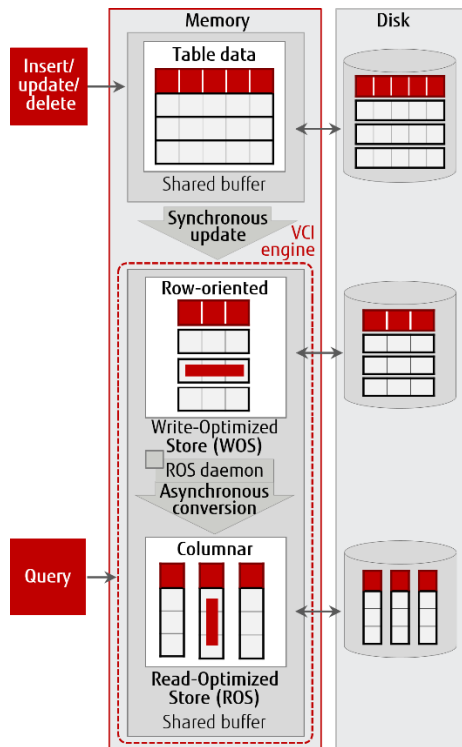 Memory
Disk
Insert/
update/
delete
Table data
Shared buffer
Synchronous
update
VCI
engine
Row-oriented
Write-Optimized
Store (WOS)
ROS daemon
Asynchronous
conversion
Query
Columnar
Read-Optimized
Store (ROS)
Shared buffer